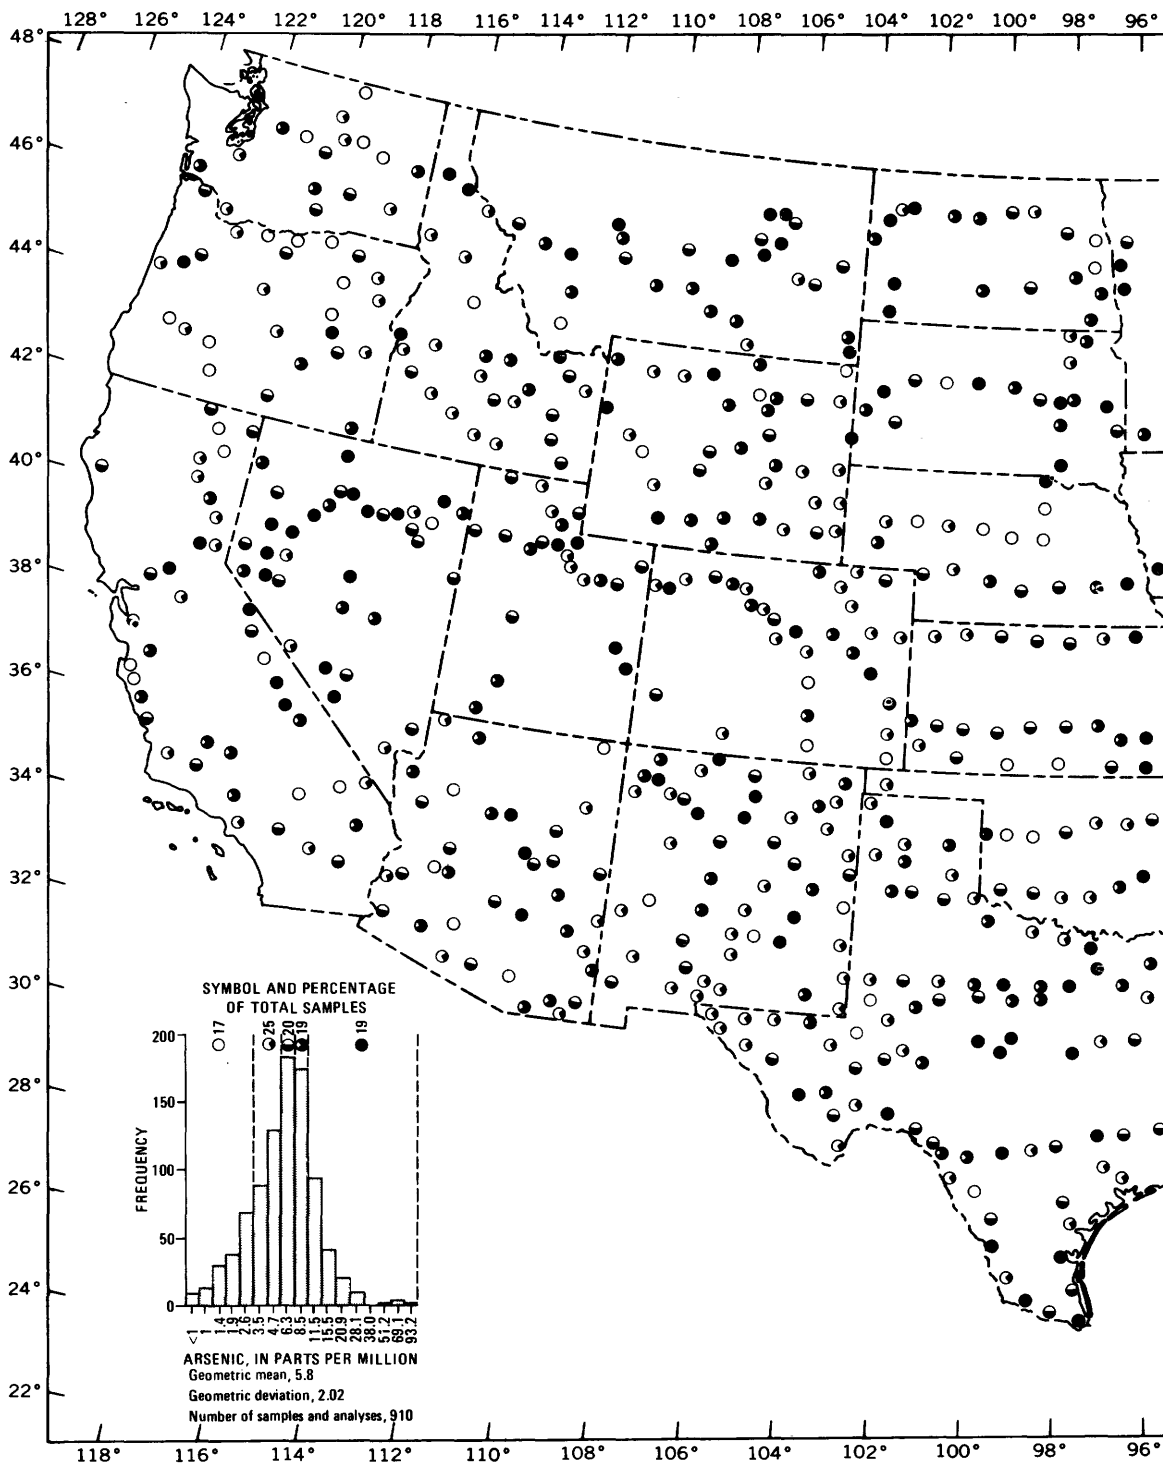 128° 126° 124° 122° 120° 118° 116° 114° 112° 110° 108° 106° 104° 102° 100° 98° 96°
48°
46°
44°
42°
40°
38°
36°
34°
32°
30°
28°
26°
24°
22°
SYMBOL AND PERCENTAGE
OF TOTAL SAMPLES
17 25 20 19 19
200
150
100
50
0
FREQUENCY
<1 1 1.4 1.9 2.6 3.5 4.7 6.3 8.5 11.5 15.5 20.9 28.1 38.0 51.2 69.1 93.2
ARSENIC, IN PARTS PER MILLION
Geometric mean, 5.8
Geometric deviation, 2.02
Number of samples and analyses, 910
118° 116° 114° 112° 110° 108° 106° 104° 102° 100° 98° 96°